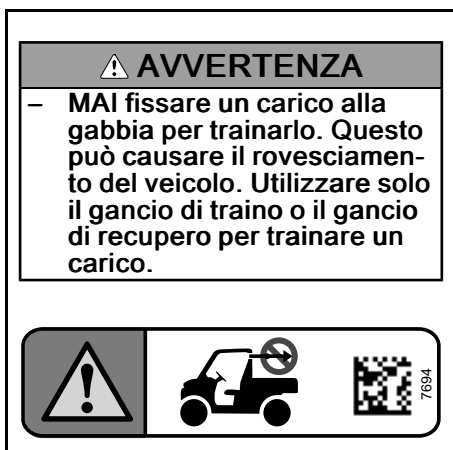 AVVERTENZA
– MAI fissare un carico alla
gabbia per trainarlo. Questo
può causare il rovesciamen-
to del veicolo. Utilizzare solo
il gancio di traino o il gancio
di recupero per trainare un
carico.
7694